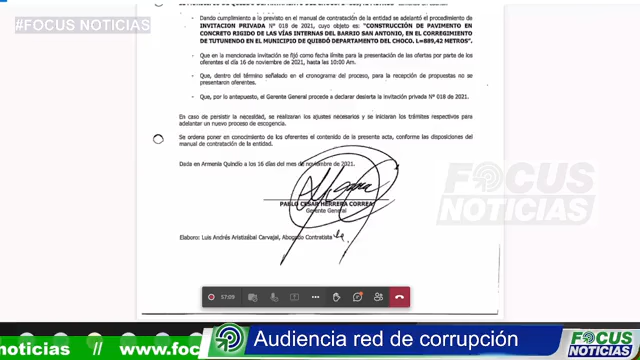 #FOCUS NOTICIAS
- Dando cumplimiento a lo previsto en el manual de contratación de la entidad se adelantó el procedimiento de
INVITACION PRIVADA N° 018 de 2021, cuyo objeto es: "CONSTRUCCIÓN DE PAVIMENTO EN
CONCRETO RIGIDO DE LAS VÍAS INTERNAS DEL BARRIO SAN ANTONIO, EN EL CORREGIMIENTO
DE TUTUNENDO EN EL MUNICIPIO DE QUIBDÓ DEPARTAMENTO DEL CHOCO. L=889,42 METROS".
- Que en la mencionada invitación se fijó como fecha límite para la presentación de las ofertas por parte de los
oferentes el día 16 de noviembre de 2021, hasta las 10:00 Am.
- Que, dentro del término señalado en el cronograma del proceso, para la recepción de propuestas no se
presentaron oferentes.
- Que, por lo antepuesto, el Gerente General procede a declarar desierta la invitación privada N° 018 de 2021.
En caso de persistir la necesidad, se realizaran los ajustes necesarios y se iniciaran los trámites respectivos para
adelantar un nuevo proceso de escogencia.
Se ordena poner en conocimiento de los oferentes el contenido de la presente acta, conforme las disposiciones del
manual de contratación de la entidad.
Dada en Armenia Quindío a los 16 días del mes de noviembre de 2021.
PABLO CESAR HERRERA CORREA
Gerente General
Elaboro: Luis Andrés Aristizábal Carvajal, Abogado Contratista
FOCUS
NOTICIAS
57:09
Audiencia red de corrupción
noticias // www.foc
FOCUS
NOTICIAS